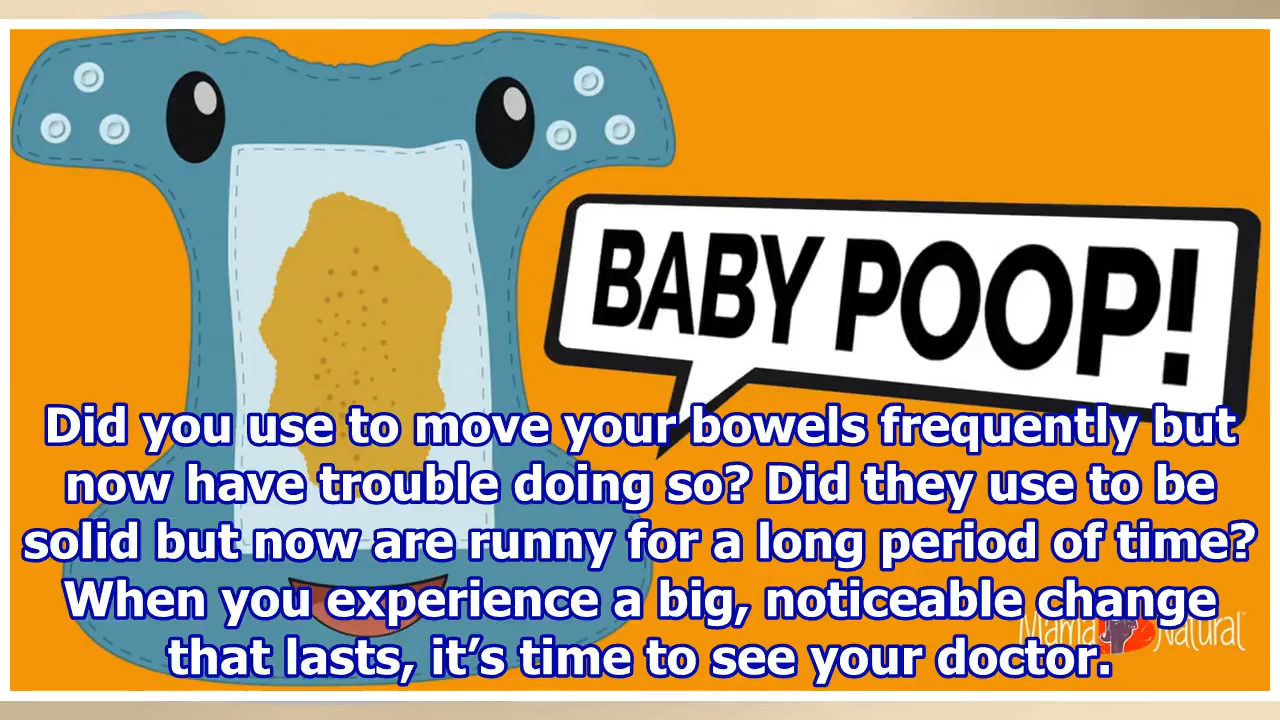 BABY POOP!
Did you use to move your bowels frequently but
now have trouble doing so? Did they use to be
solid but now are runny for a long period of time?
When you experience a big, noticeable change
that lasts, it’s time to see your doctor.
Mama Natural